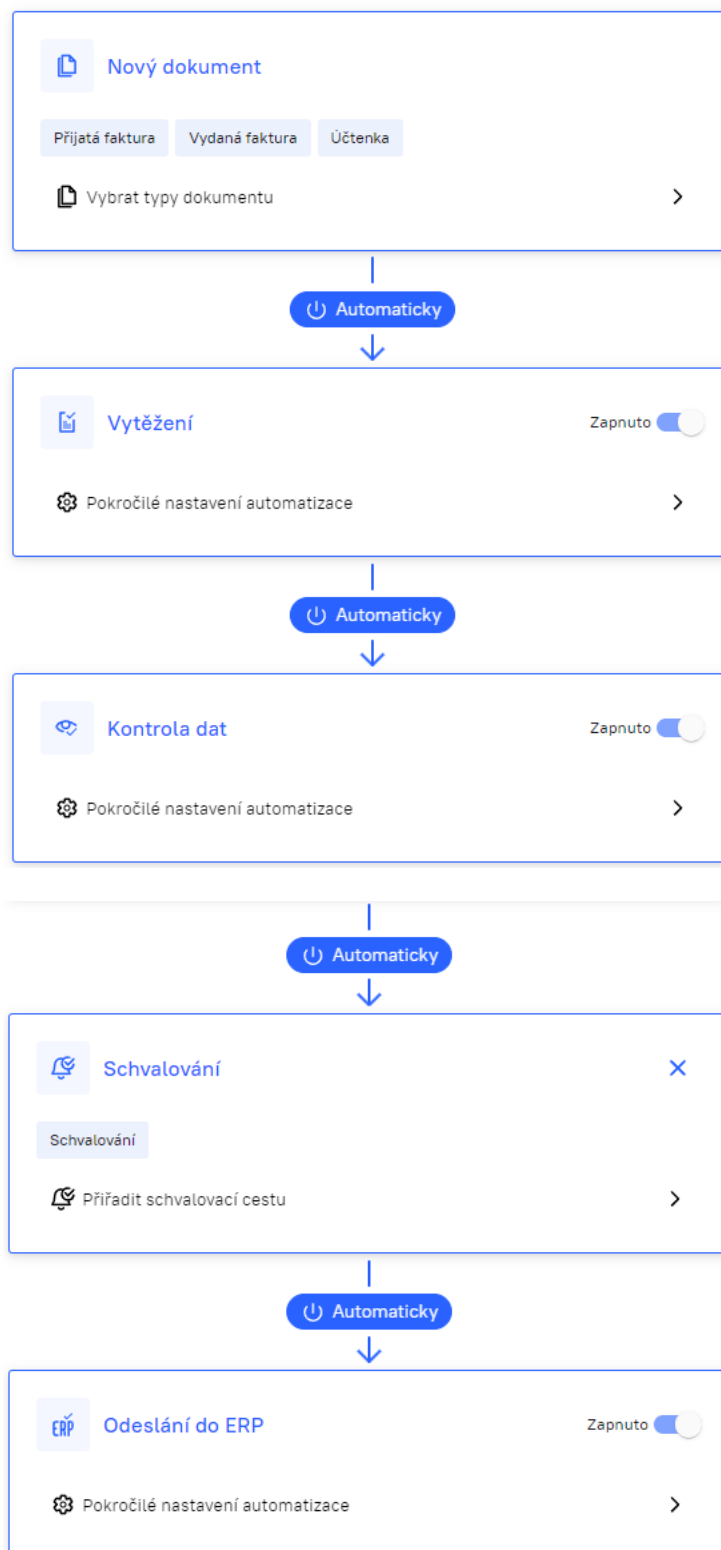 Nový dokument
Přijatá faktura Vydaná faktura Účtenka
Vybrat typy dokumentu
Automaticky
Vytěžení Zapnuto
Pokročilé nastavení automatizace
Automaticky
Kontrola dat Zapnuto
Pokročilé nastavení automatizace
Automaticky
Schvalování
Schvalování
Přiřadit schvalovací cestu
Automaticky
ERP Odeslání do ERP Zapnuto
Pokročilé nastavení automatizace